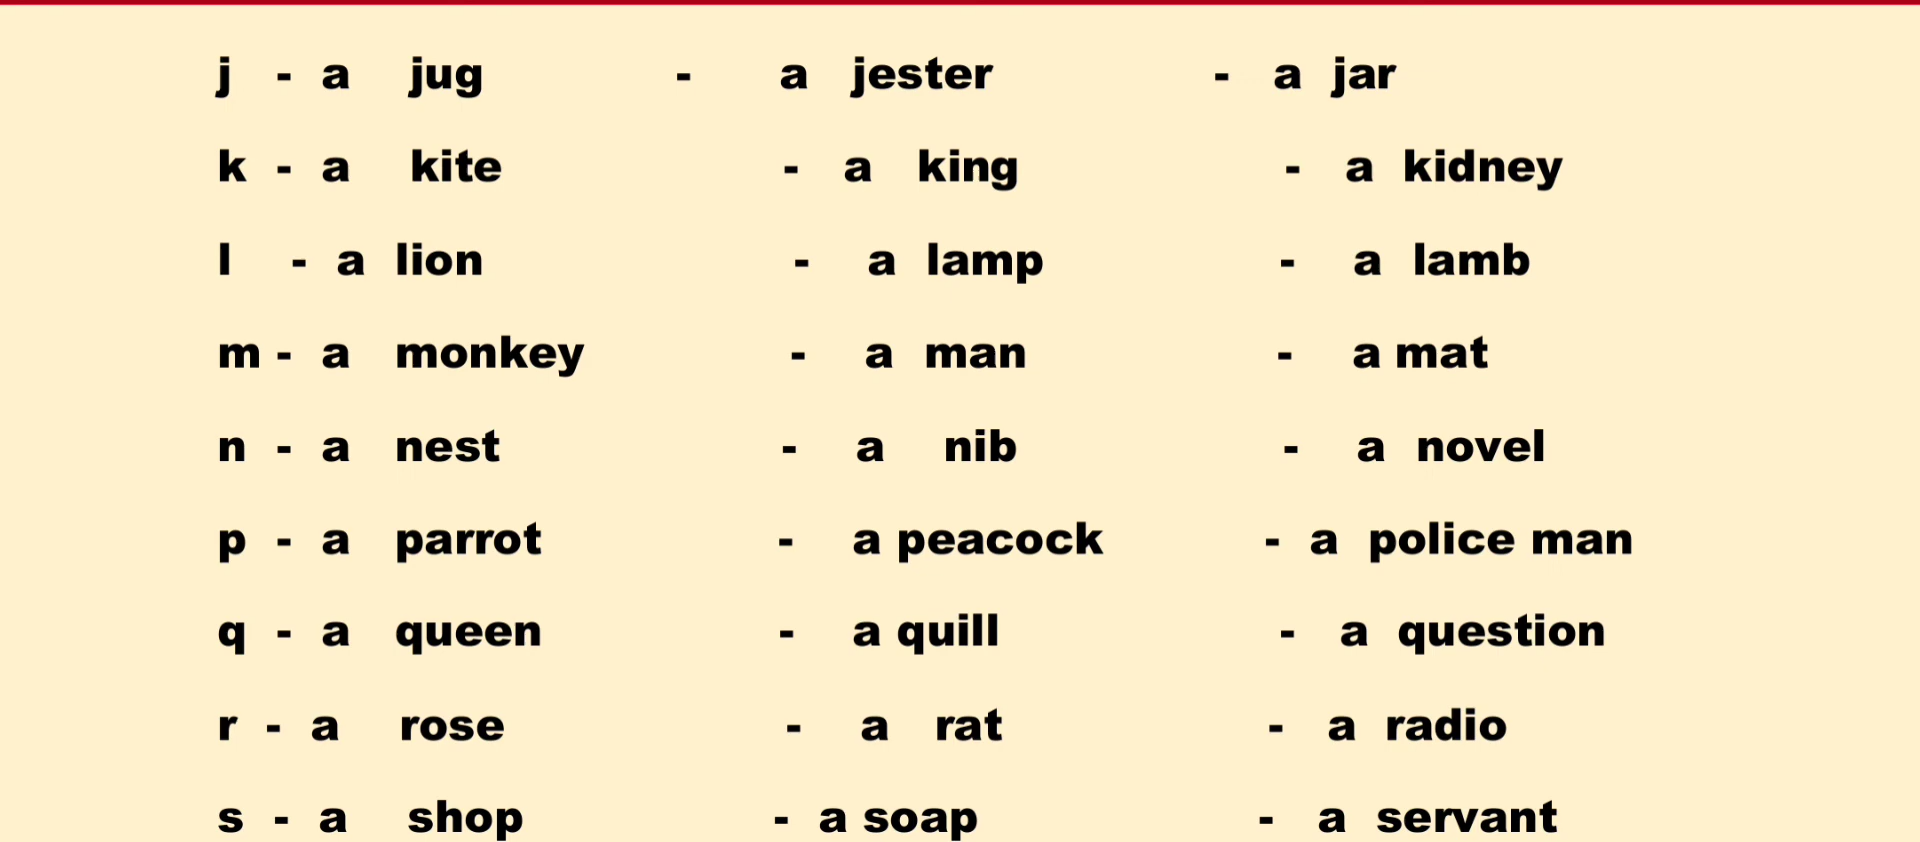 j - a jug - a jester - a jar
k - a kite - a king - a kidney
l - a lion - a lamp - a lamb
m - a monkey - a man - a mat
n - a nest - a nib - a novel
p - a parrot - a peacock - a police man
q - a queen - a quill - a question
r - a rose - a rat - a radio
s - a shop - a soap - a servant